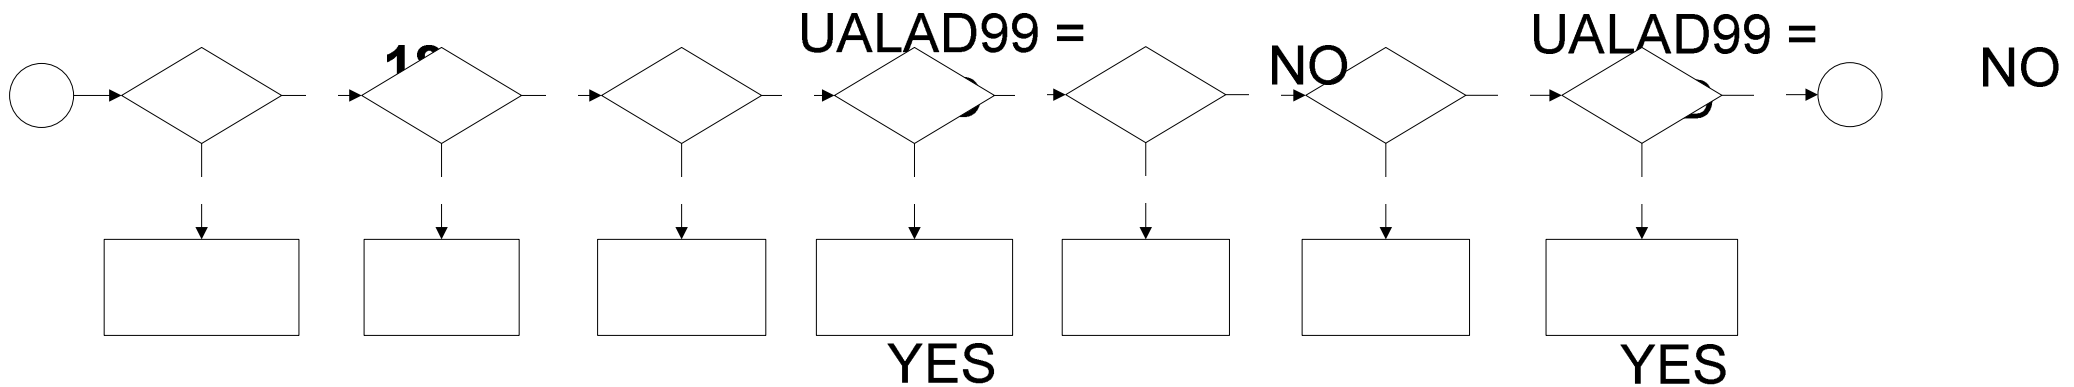 UALAD99 =
UALAD99 =
NO
NO
YES
YES